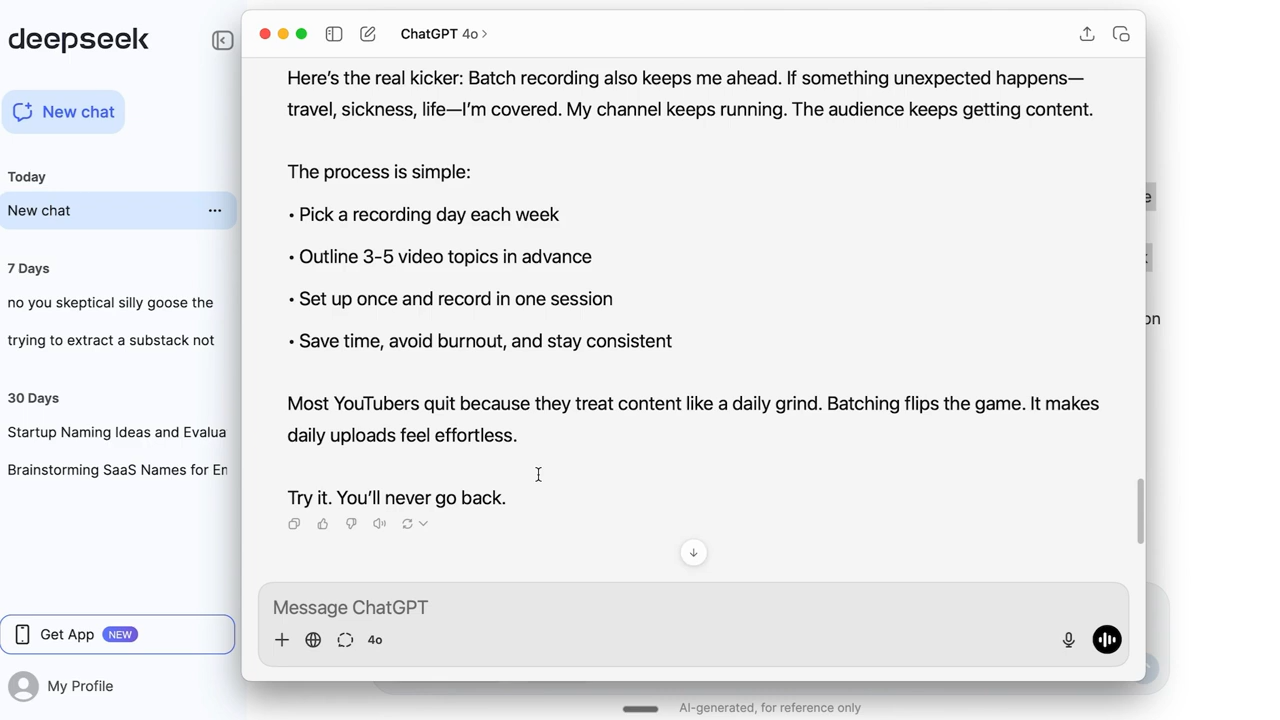 deepseek
New chat
Today
New chat
7 Days
no you skeptical silly goose the
trying to extract a substack not
30 Days
Startup Naming Ideas and Evalua
Brainstorming SaaS Names for En
Get App NEW
My Profile
ChatGPT 4o >
Here's the real kicker: Batch recording also keeps me ahead. If something unexpected happens—
travel, sickness, life—I'm covered. My channel keeps running. The audience keeps getting content.
The process is simple:
• Pick a recording day each week
• Outline 3-5 video topics in advance
• Set up once and record in one session
• Save time, avoid burnout, and stay consistent
Most YouTubers quit because they treat content like a daily grind. Batching flips the game. It makes
daily uploads feel effortless.
Try it. You'll never go back.
Message ChatGPT
4o
e
on
AI-generated, for reference only